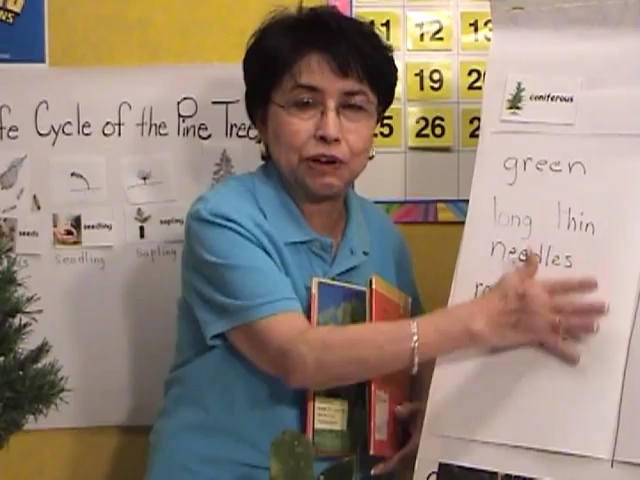 11 12 13
19
25 26
fe Cycle of the Pine Tree
coniferous
green
long thin
needles
seeds
seedling
sapling
seedling
sapling